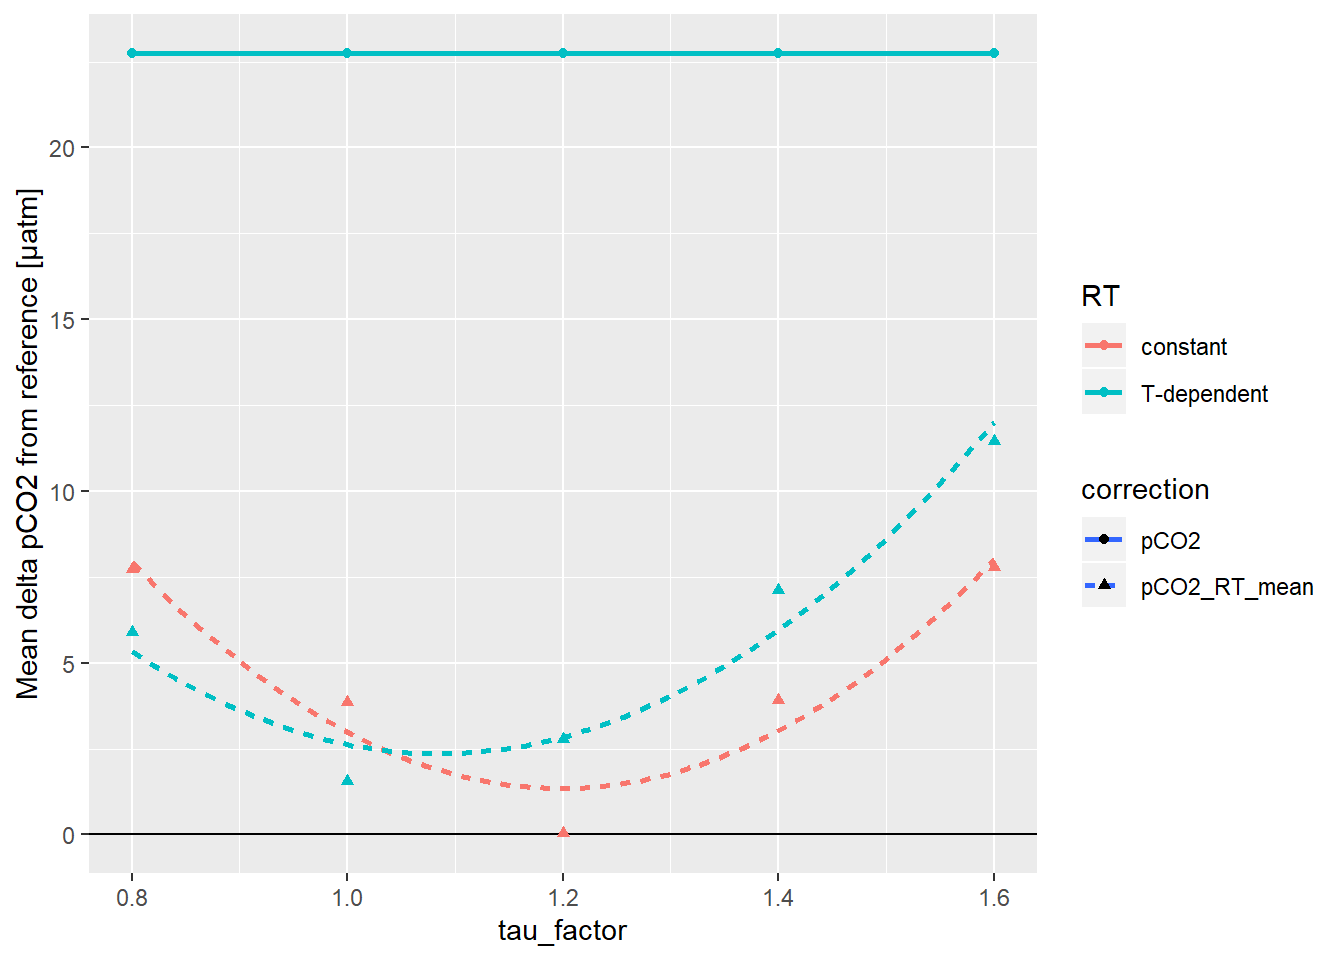 Mean delta pCO2 from reference [µatm]
20
15
10
5
0
0.8 1.0 1.2 1.4 1.6
tau_factor
RT
constant
T-dependent
correction
pCO2
pCO2_RT_mean